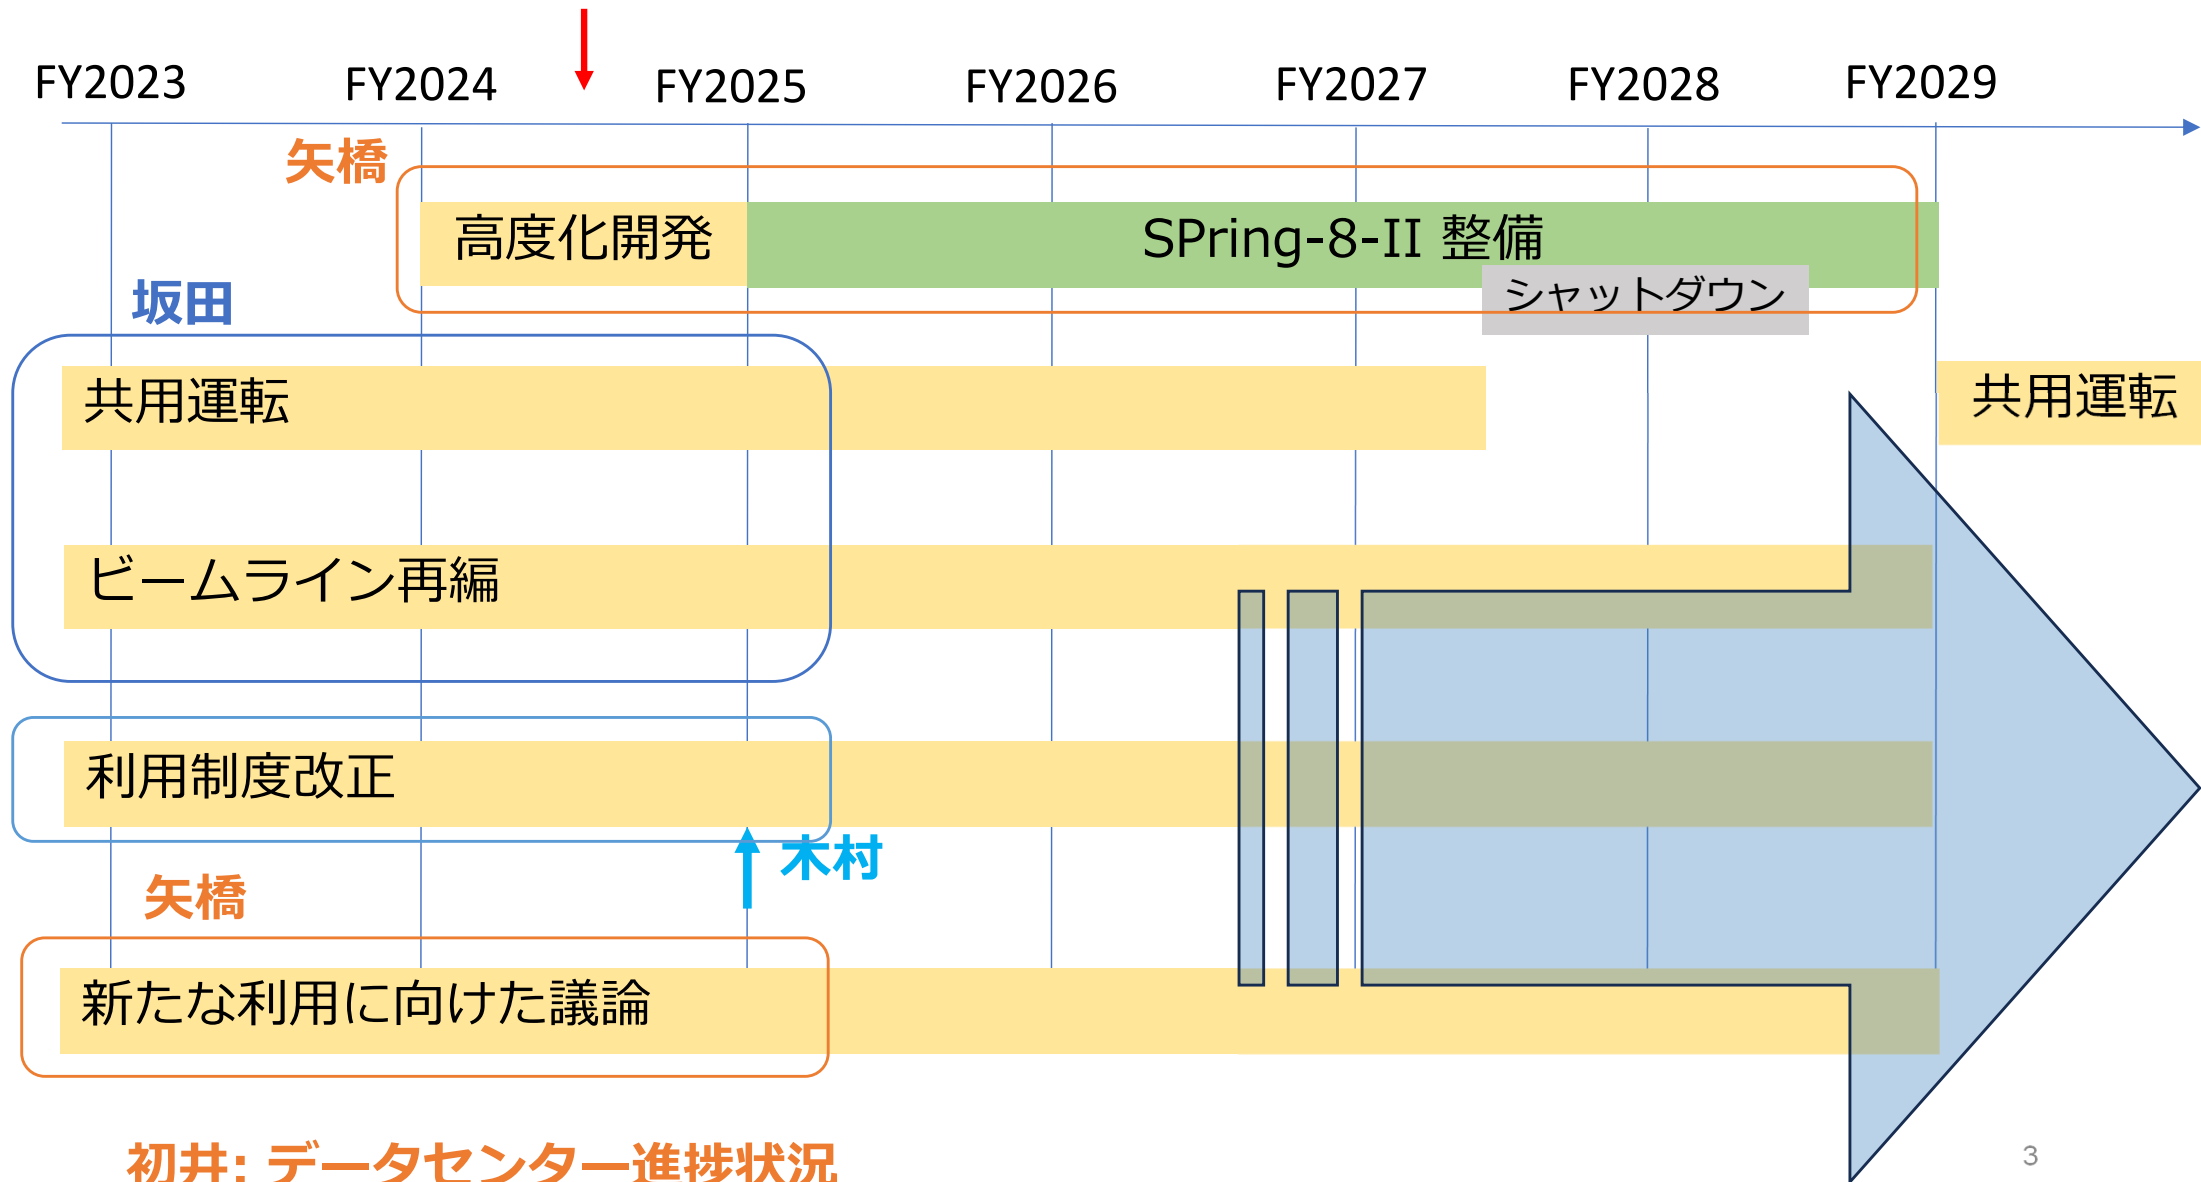 FY2023
FY2024
FY2025
FY2026
FY2027
FY2028
FY2029
矢橋
高度化開発
SPring-8-II 整備
シャットダウン
坂田
共用運転
共用運転
ビームライン再編
利用制度改正
木村
矢橋
新たな利用に向けた議論
初井: データセンター進捗状況
3